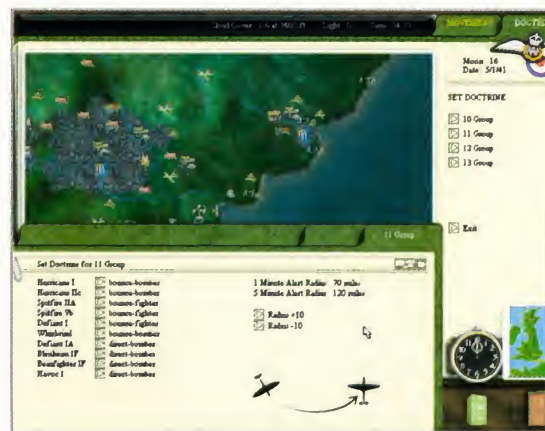 Cloud Cover
DOCTRINE
Moon 16
Date 5/1/41
SET DOCTRINE
10 Group
11 Group
12 Group
13 Group
Exit
11 Group
Set Doctrine for 11 Group
Hurricane I bounce-bomber
Hurricane IIc bounce-bomber
Spitfire IIA bounce-fighter
Spitfire Vb bounce-fighter
Defiant I bounce-fighter
Whirlwind bounce-bomber
Defiant IA direct-bomber
Blenheim IF direct-bomber
Beaufighter IF direct-bomber
Havoc I direct-bomber
1 Minute Alert Radius 70 miles
5 Minute Alert Radius 120 miles
Radius +10
Radius -10